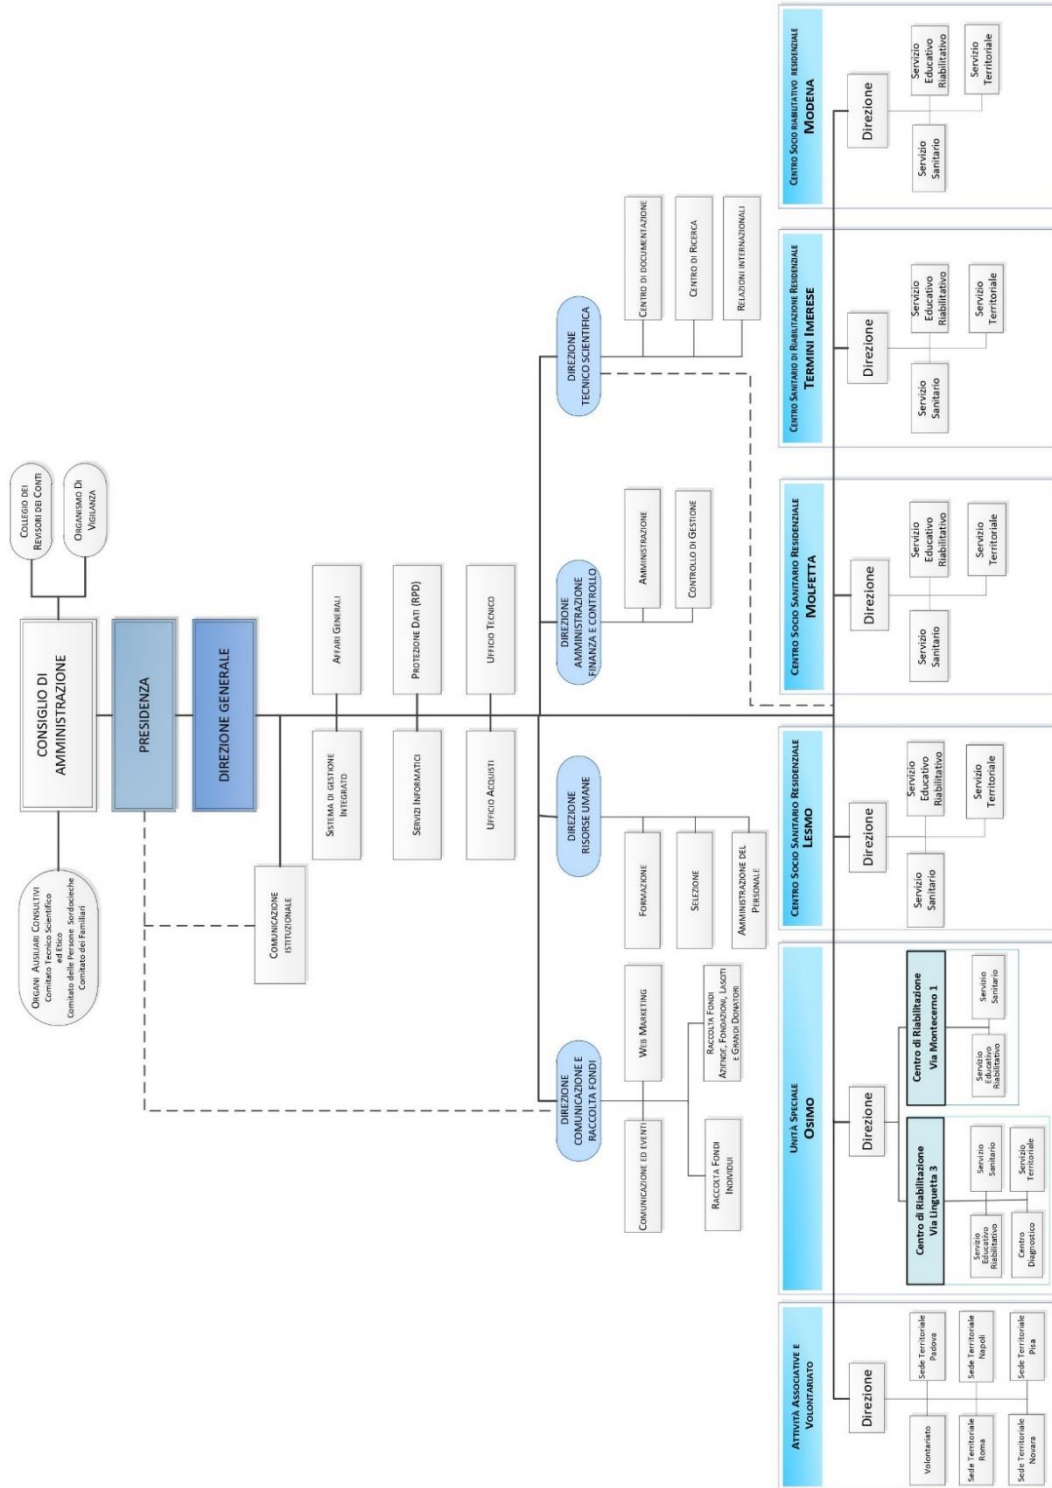 ORGANI AUSILIARI CONSULTIVI
Comitato Tecnico Scientifico
ed Etico
Comitato delle Persone Sordocieche
Comitato dei Familiari
CONSIGLIO DI
AMMINISTRAZIONE
COLLEGIO DEI
REVISORI DEI CONTI
ORGANISMO DI
VIGILANZA
PRESIDENZA
DIREZIONE GENERALE
COMUNICAZIONE
ISTITUZIONALE
SISTEMA DI GESTIONE
INTEGRATO
AFFARI GENERALI
SERVIZI INFORMATICI
PROTEZIONE DATI (RPD)
UFFICIO ACQUISTI
UFFICIO TECNICO
DIREZIONE
COMUNICAZIONE E
RACCOLTA FONDI
COMUNICAZIONE ED EVENTI
WEB MARKETING
RACCOLTA FONDI
INDIVIDUI
RACCOLTA FONDI
AZIENDE, FONDAZIONI, LASCITI
E GRANDI DONATORI
DIREZIONE
RISORSE UMANE
FORMAZIONE
SELEZIONE
AMMINISTRAZIONE DEL
PERSONALE
DIREZIONE
AMMINISTRAZIONE
FINANZA E CONTROLLO
AMMINISTRAZIONE
CONTROLLO DI GESTIONE
DIREZIONE
TECNICO SCIENTIFICA
CENTRO DI DOCUMENTAZIONE
CENTRO DI RICERCA
RELAZIONI INTERNAZIONALI
ATTIVITÀ ASSOCIATIVE E
VOLONTARIATO
Direzione
Volontariato
Sede Territoriale
Padova
Sede Territoriale
Roma
Sede Territoriale
Napoli
Sede Territoriale
Novara
Sede Territoriale
Pisa
UNITÀ SPECIALE
OSIMO
Direzione
Centro di Riabilitazione
Via Linguetta 3
Servizio
Educativo
Riabilitativo
Servizio
Sanitario
Centro
Diagnostico
Servizio
Territoriale
Centro di Riabilitazione
Via Montecerno 1
Servizio
Educativo
Riabilitativo
Servizio
Sanitario
CENTRO SOCIO SANITARIO RESIDENZIALE
LESMO
Direzione
Servizio
Sanitario
Servizio
Educativo
Riabilitativo
Servizio
Territoriale
CENTRO SOCIO SANITARIO RESIDENZIALE
MOLFETTA
Direzione
Servizio
Sanitario
Servizio
Educativo
Riabilitativo
Servizio
Territoriale
CENTRO SANITARIO DI RIABILITAZIONE RESIDENZIALE
TERMINI IMERESE
Direzione
Servizio
Sanitario
Servizio
Educativo
Riabilitativo
Servizio
Territoriale
CENTRO SOCIO RIABILITATIVO RESIDENZIALE
MODENA
Direzione
Servizio
Sanitario
Servizio
Educativo
Riabilitativo
Servizio
Territoriale